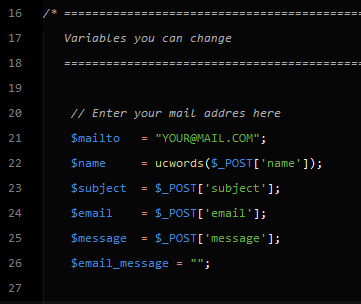 16 /* ==========================================
17 Variables you can change
18 ==========================================
19
20 // Enter your mail addres here
21 $mailto = "YOUR@MAIL.COM";
22 $name = ucwords($_POST['name']);
23 $subject = $_POST['subject'];
24 $email = $_POST['email'];
25 $message = $_POST['message'];
26 $email_message = "";
27